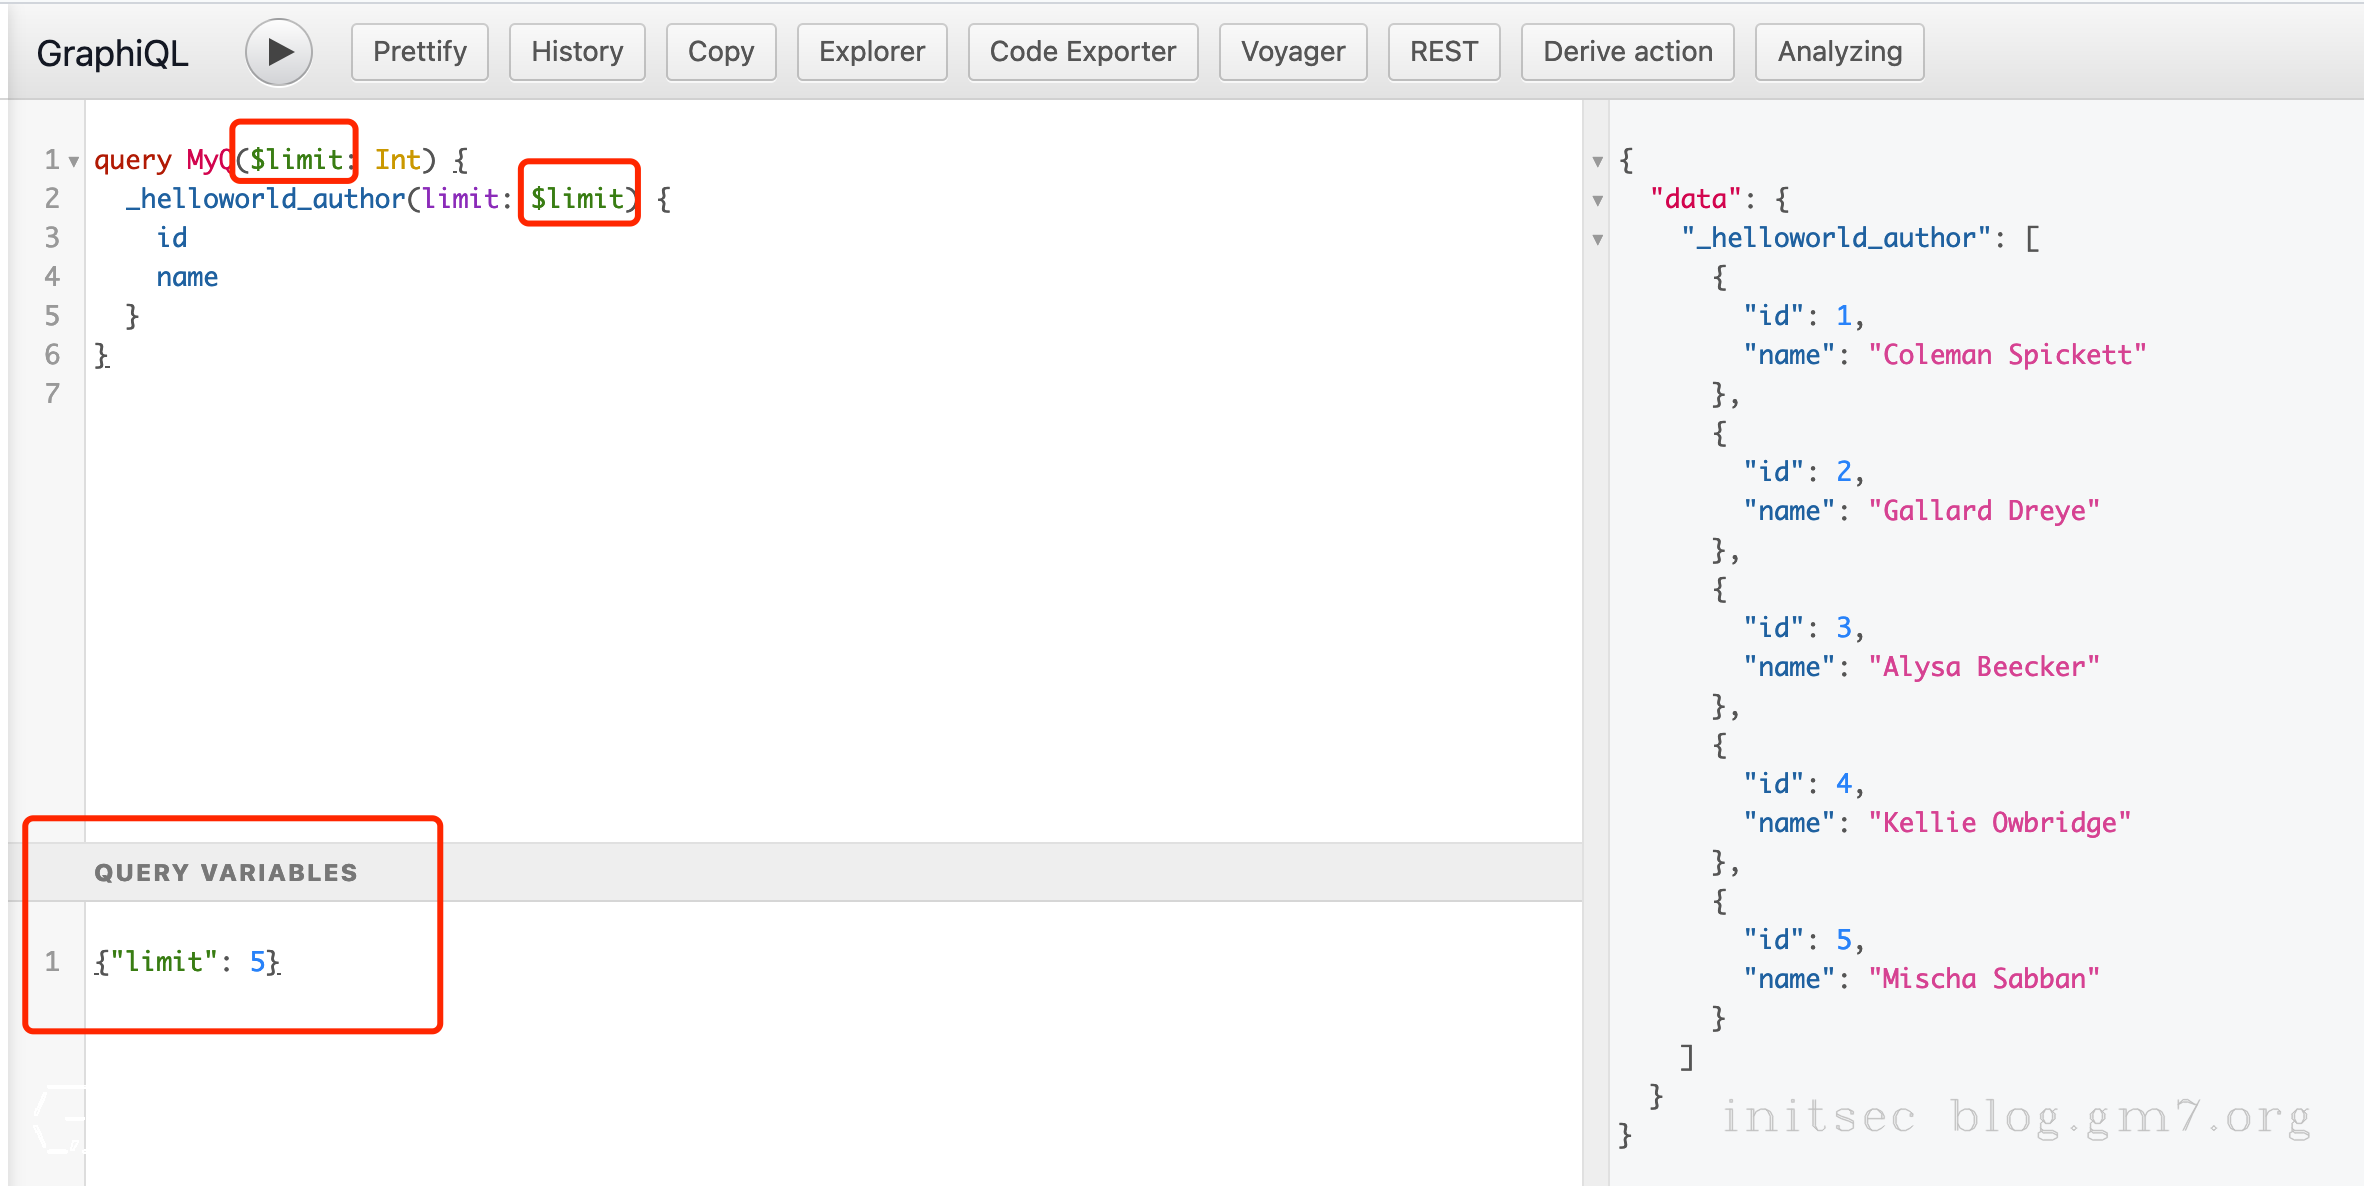 GraphiQL Prettify History Copy Explorer Code Exporter Voyager REST Derive action Analyzing
1 query MyQ($limit: Int) {
2 _helloworld_author(limit: $limit) {
3 id
4 name
5 }
6 }
7
QUERY VARIABLES
1 {"limit": 5}
{
"data": {
"_helloworld_author": [
{
"id": 1,
"name": "Coleman Spickett"
},
{
"id": 2,
"name": "Gallard Dreye"
},
{
"id": 3,
"name": "Alysa Beecker"
},
{
"id": 4,
"name": "Kellie Owbridge"
},
{
"id": 5,
"name": "Mischa Sabban"
}
]
}
}
initsec blog.gm7.org